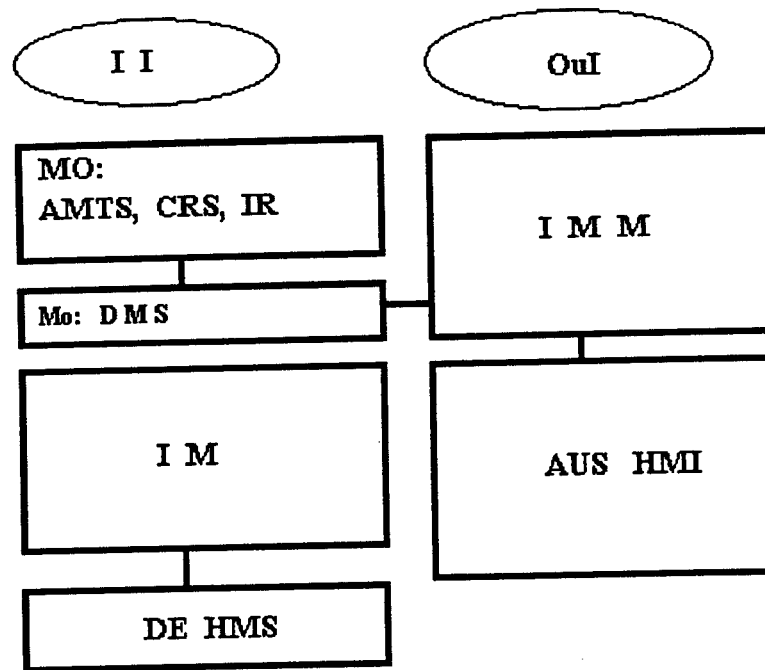 I I
OuI
MO:
AMTS, CRS, IR
Mo: D M S
I M M
I M
AUS HMI
DE HMS